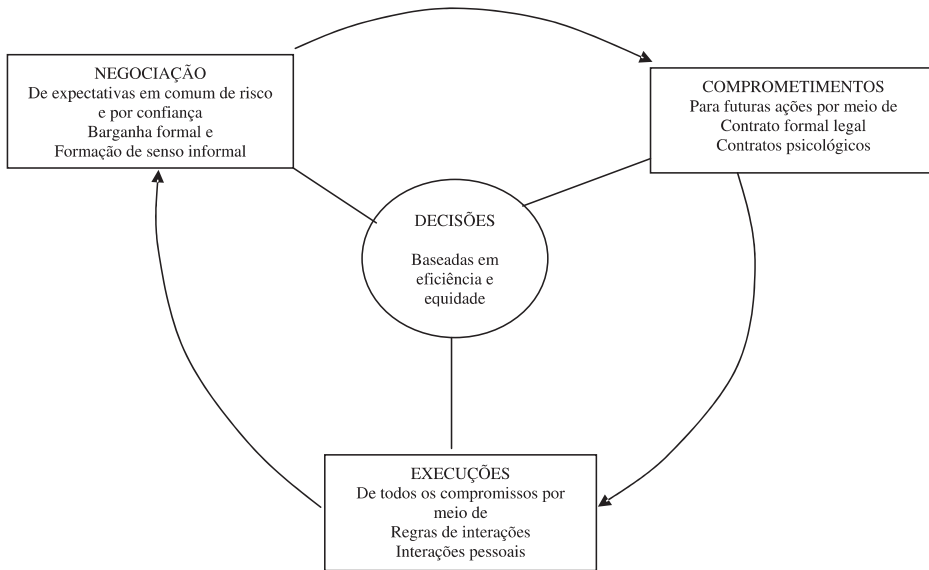 NEGOCIAÇÃO
De expectativas em comum de risco
e por confiança
Barganha formal e
Formação de senso informal
COMPROMETIMENTOS
Para futuras ações por meio de
Contrato formal legal
Contratos psicológicos
DECISÕES
Baseadas em
eficiência e
equidade
EXECUÇÕES
De todos os compromissos por
meio de
Regras de interações
Interações pessoais